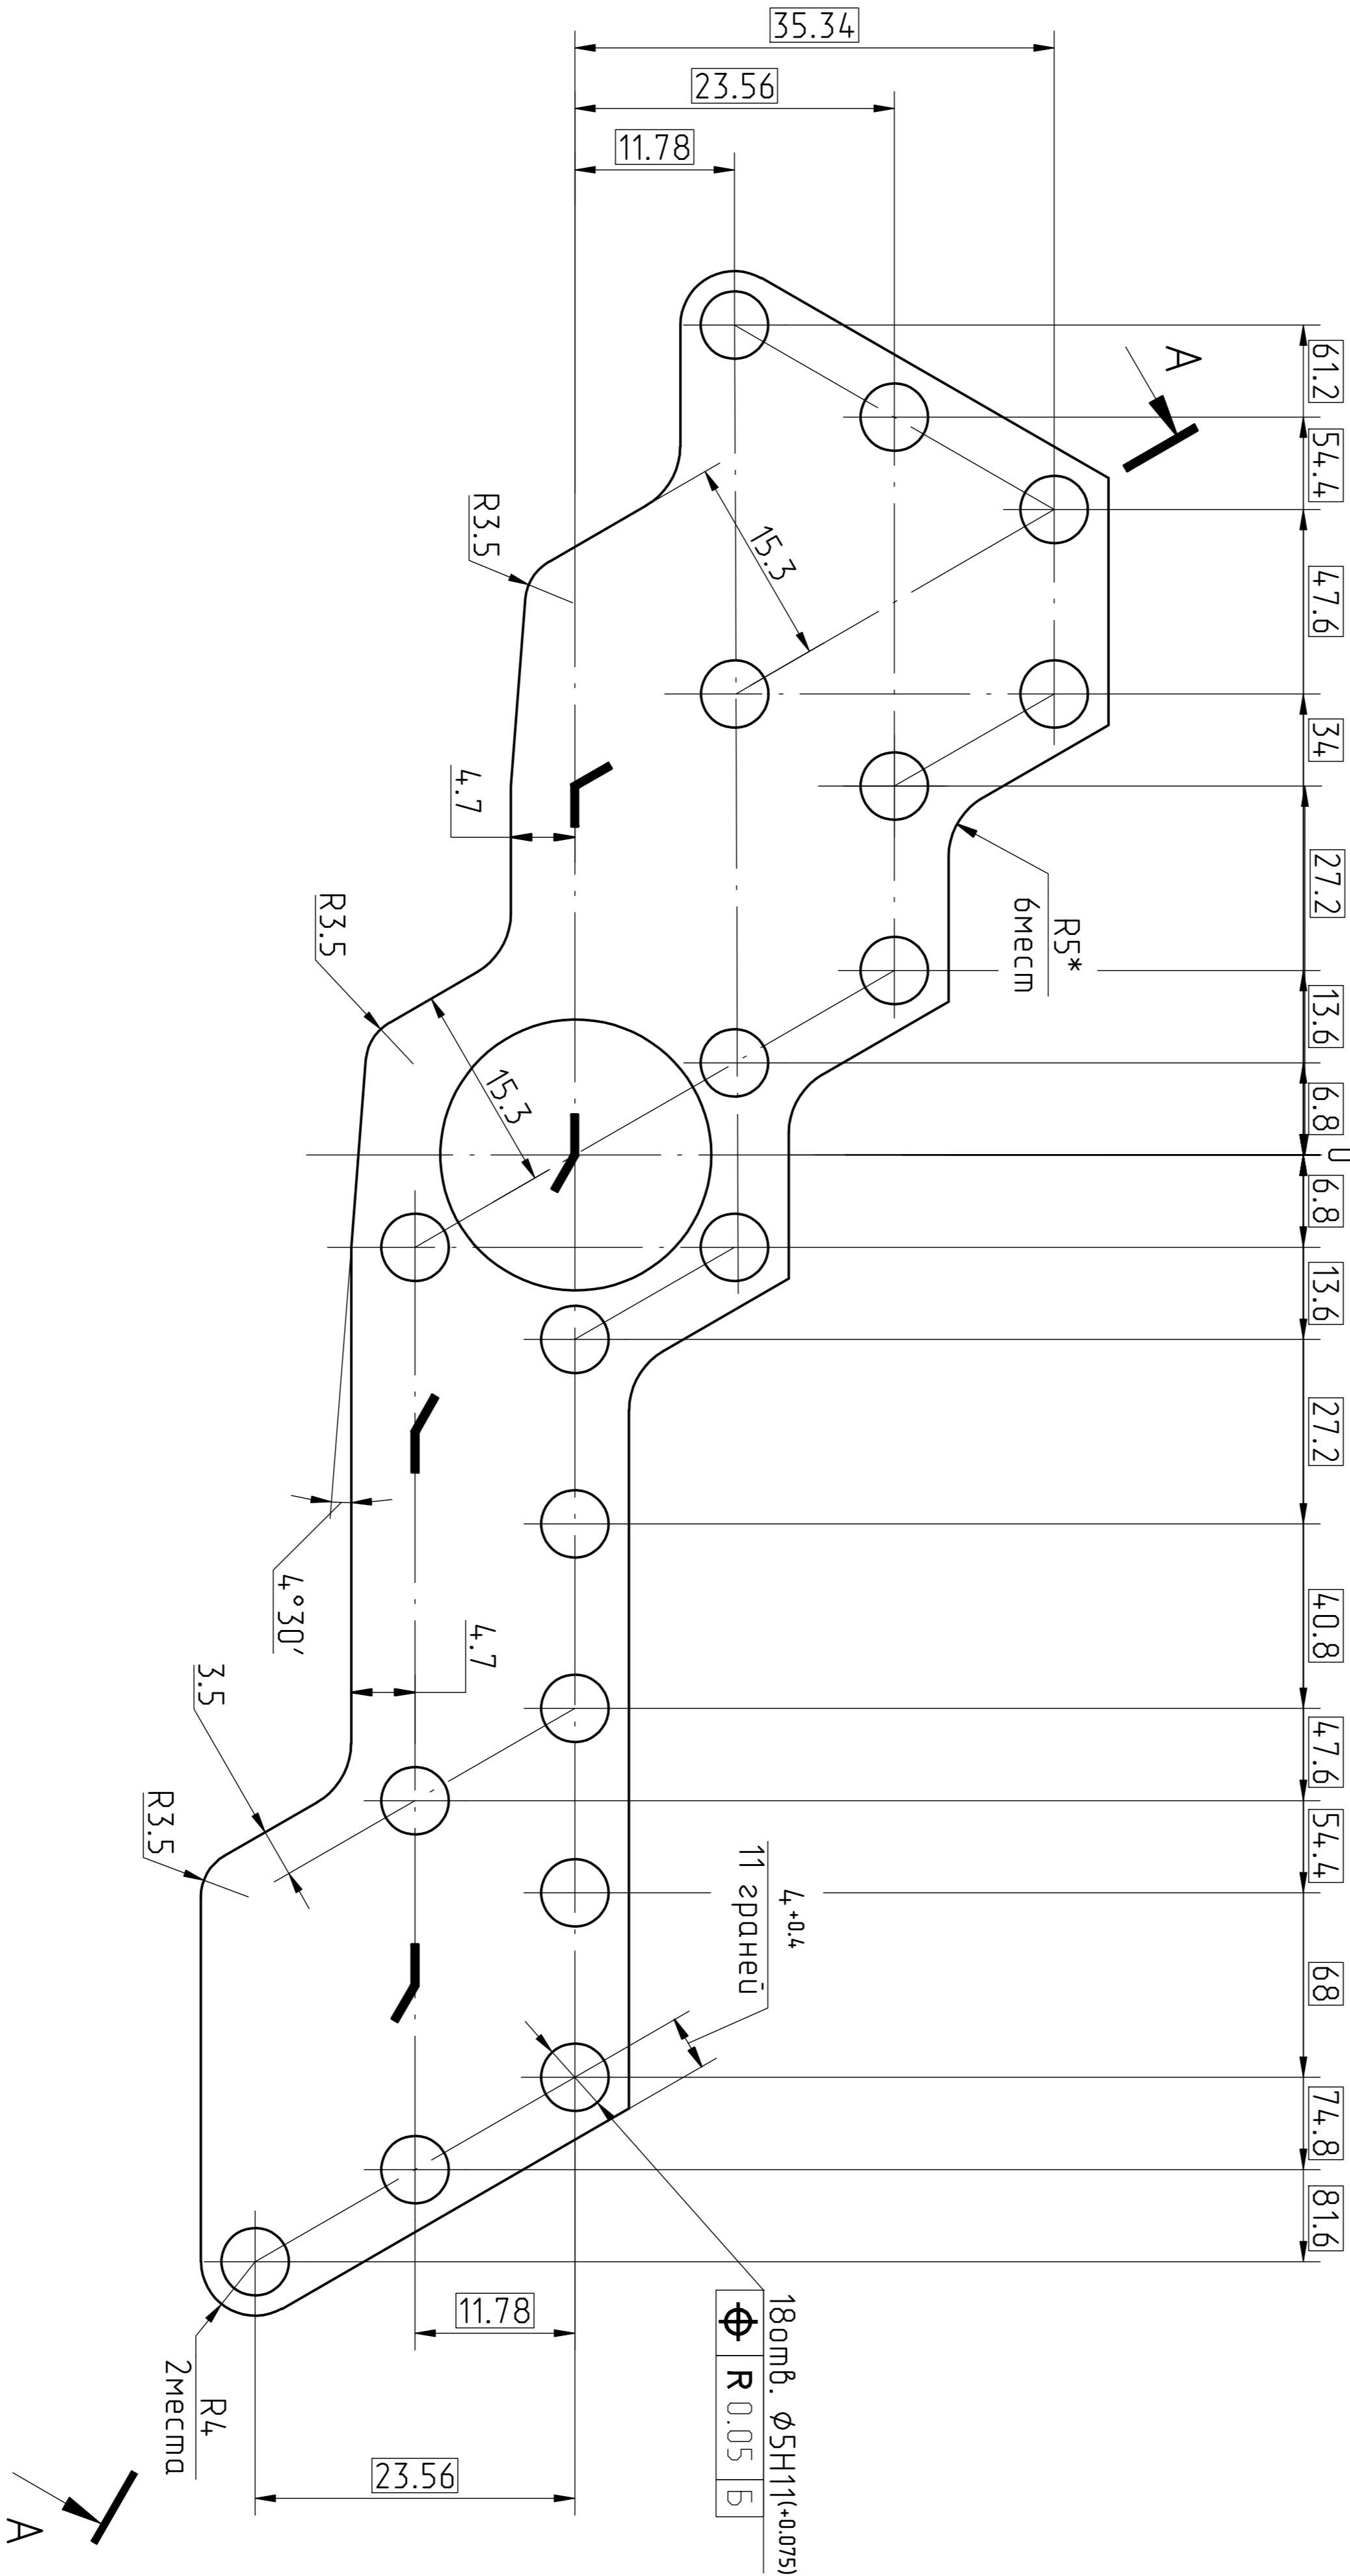 35.34
23.56
11.78
61.2
54.4
47.6
34
27.2
13.6
6.8
0
6.8
13.6
27.2
40.8
47.6
54.4
68
74.8
81.6
A
R3.5
15.3
4.7
R5*
6мест
R3.5
15.3
4°30′
4.7
3.5
R3.5
4+0.4
11 граней
18отв. ⌀5H11(+0.075)
⌖ R 0.05 Б
11.78
R4
2места
23.56
A